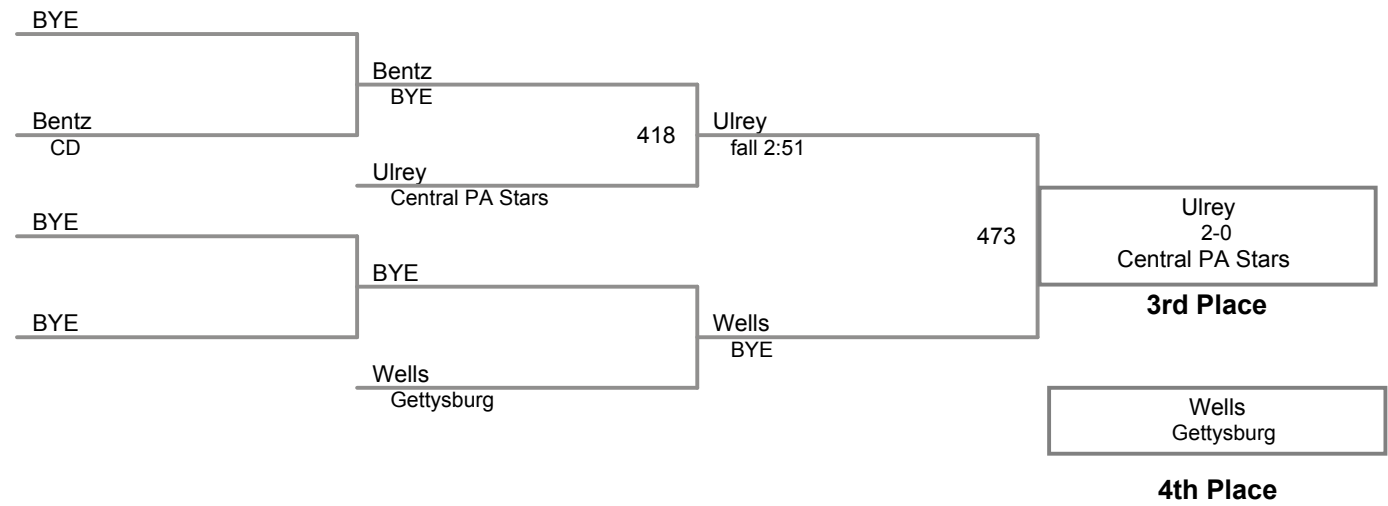 BYE
Bentz
BYE
Bentz
CD
418
Ulrey
fall 2:51
Ulrey
Central PA Stars
BYE
473
Ulrey
2-0
Central PA Stars
3rd Place
BYE
BYE
Wells
BYE
Wells
Gettysburg
Wells
Gettysburg
4th Place